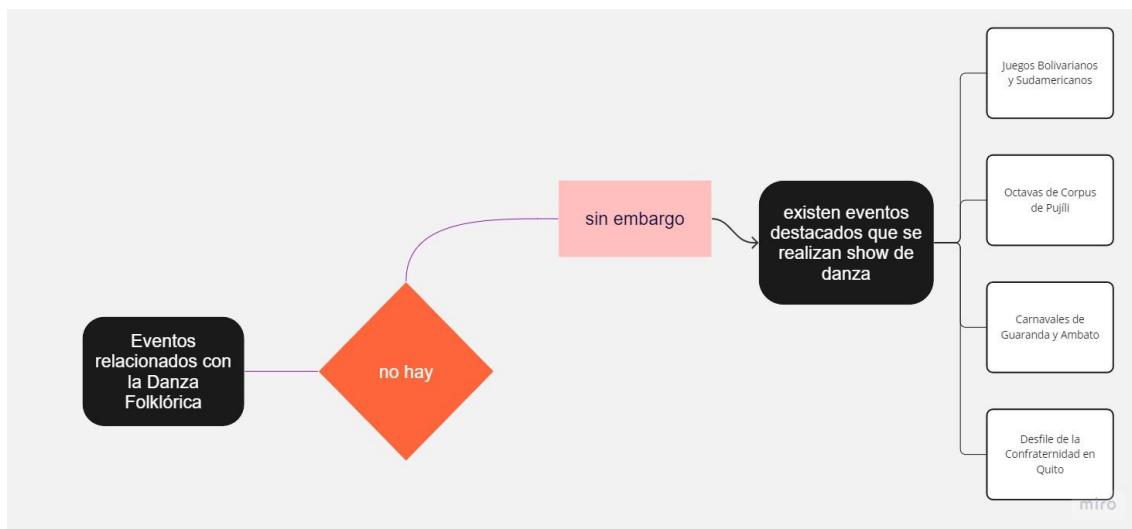 Eventos
relacionados con
la Danza
Folklórica
no hay
sin embargo
existen eventos
destacados que se
realizan show de
danza
Juegos Bolivarianos
y Sudamericanos
Octavas de Corpus
de Pujíli
Carnavales de
Guaranda y Ambato
Desfile de la
Confraternidad en
Quito
miro